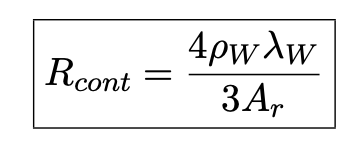 R_{cont} = \frac{4\rho_W \lambda_W}{3A_r}